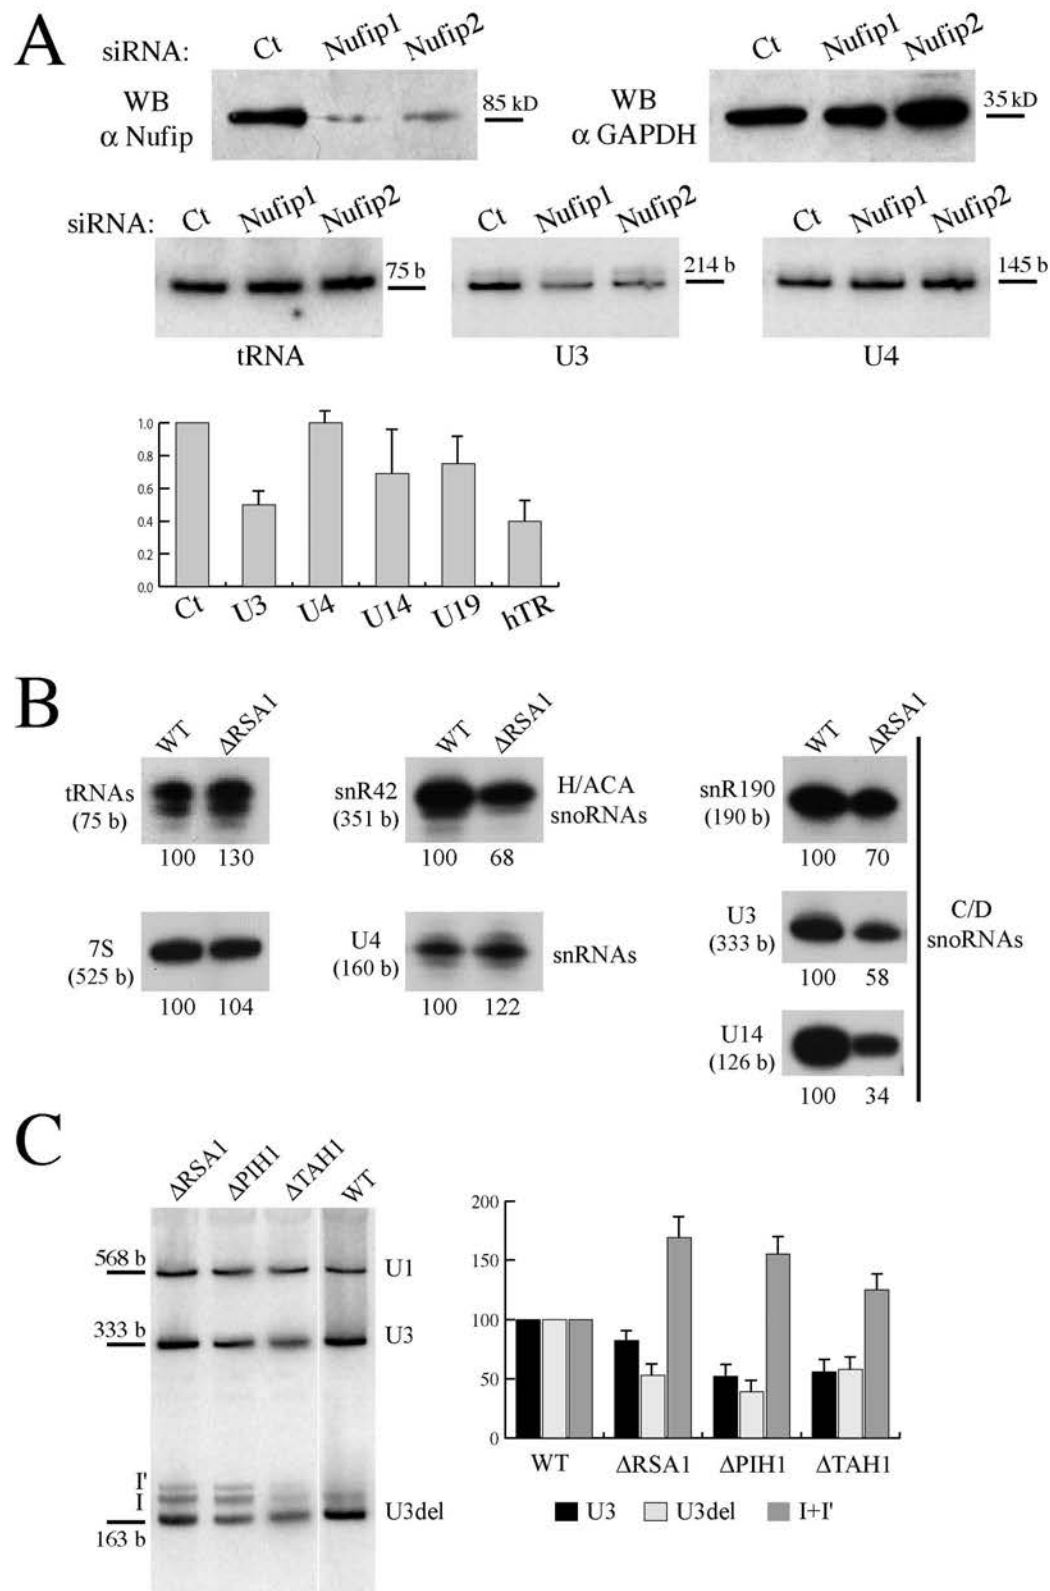 A
siRNA: Ct Nufip1 Nufip2
WB
α Nufip
85 kD
Ct Nufip1 Nufip2
WB
α GAPDH
35 kD
siRNA: Ct Nufip1 Nufip2
75 b
tRNA
Ct Nufip1 Nufip2
214 b
U3
Ct Nufip1 Nufip2
145 b
U4
1.0
0.8
0.6
0.4
0.2
0.0
Ct U3 U4 U14 U19 hTR
B
WT ΔRSA1
tRNAs
(75 b)
100 130
7S
(525 b)
100 104
WT ΔRSA1
snR42
(351 b)
H/ACA
snoRNAs
100 68
U4
(160 b)
snRNAs
100 122
WT ΔRSA1
snR190
(190 b)
100 70
U3
(333 b)
100 58
U14
(126 b)
100 34
C/D
snoRNAs
C
ΔRSA1 ΔPIH1 ΔTAH1 WT
568 b
U1
333 b
U3
I'
I
163 b
U3del
200
150
100
50
0
WT ΔRSA1 ΔPIH1 ΔTAH1
U3 U3del I+I'